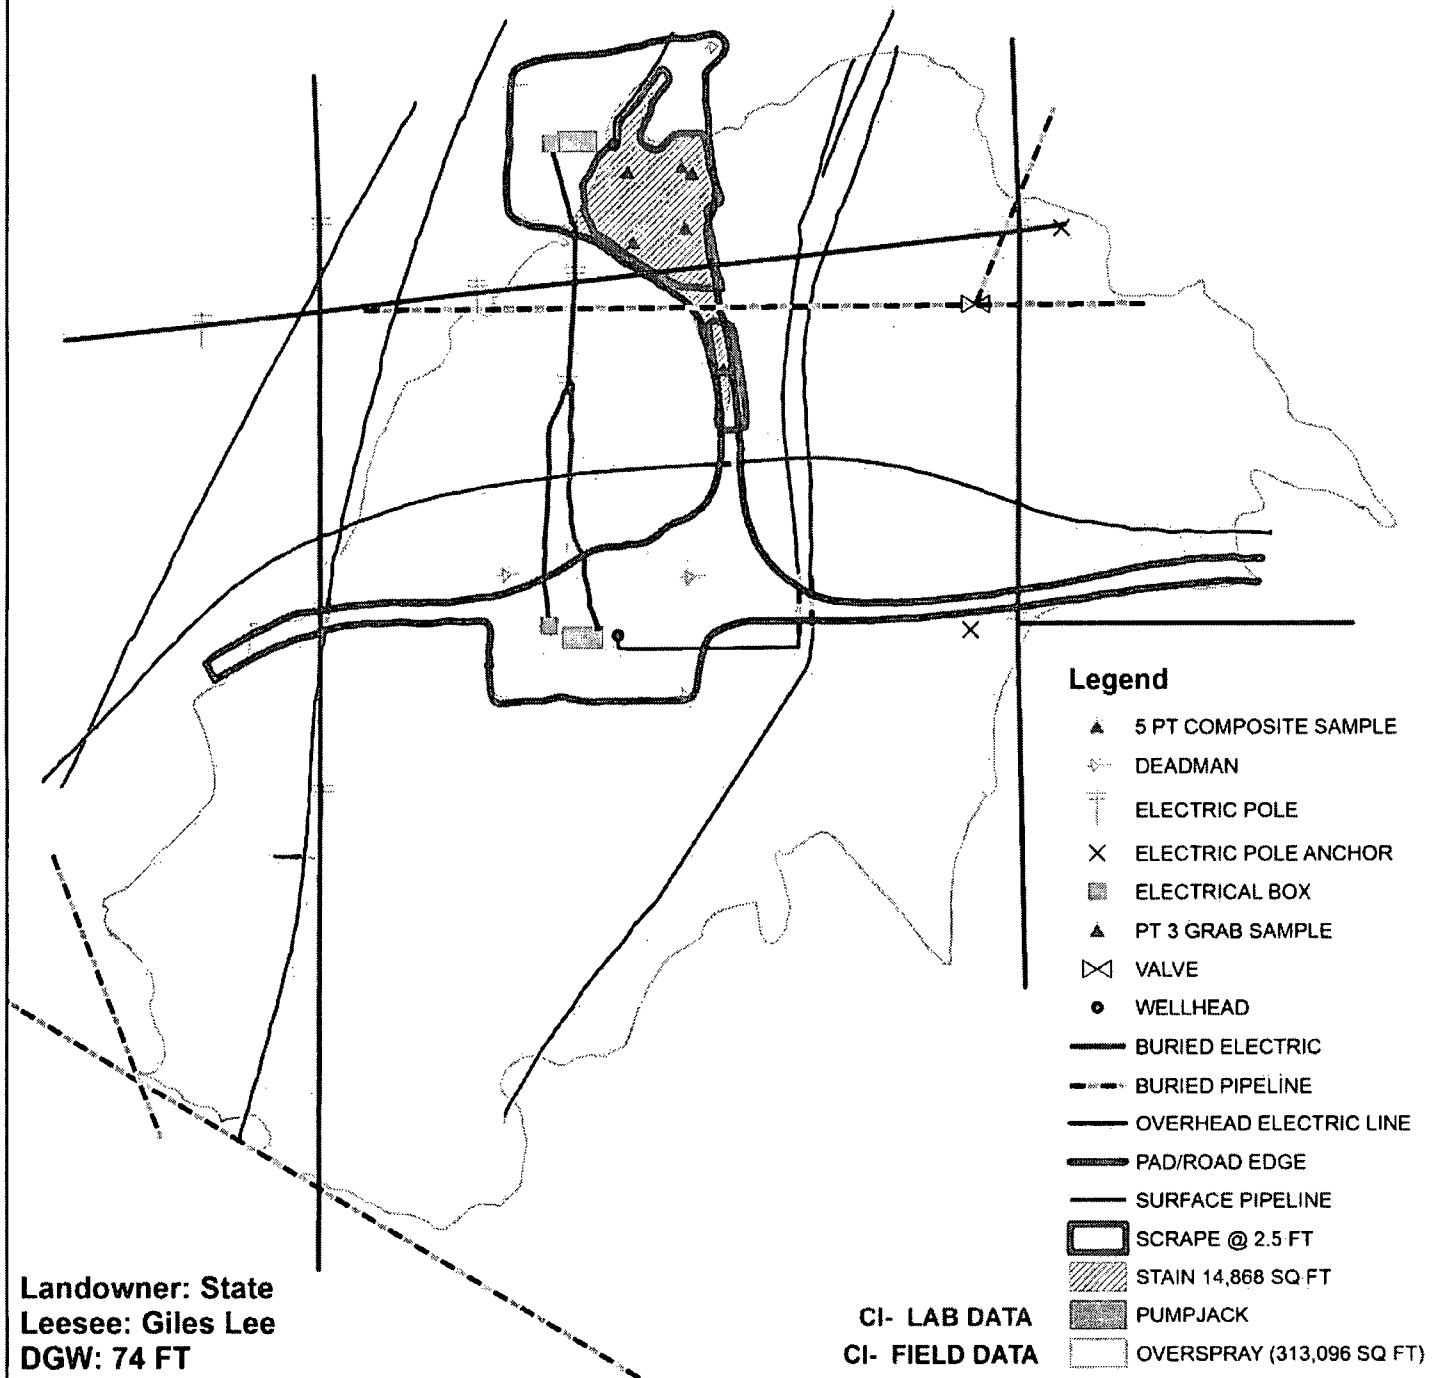 Legend
5 PT COMPOSITE SAMPLE
DEADMAN
ELECTRIC POLE
ELECTRIC POLE ANCHOR
ELECTRICAL BOX
PT 3 GRAB SAMPLE
VALVE
WELLHEAD
BURIED ELECTRIC
BURIED PIPELINE
OVERHEAD ELECTRIC LINE
PAD/ROAD EDGE
SURFACE PIPELINE
SCRAPE @ 2.5 FT
STAIN 14,868 SQ FT
PUMPJACK
OVERSPRAY (313,096 SQ FT)
Landowner: State
Leesee: Giles Lee
DGW: 74 FT
Cl- LAB DATA
Cl- FIELD DATA